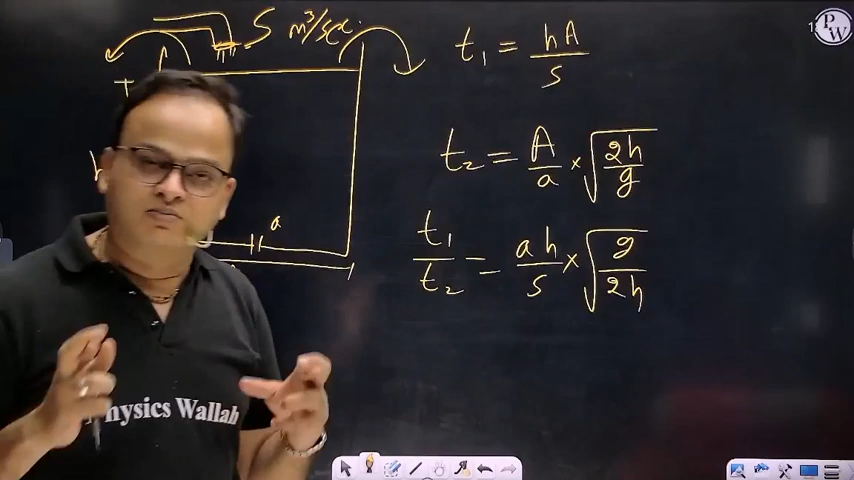 S m³/sec.
t₁ = hA/s
t₂ = A/a × √(2h/g)
a
t₁/t₂ = ah/s × √(g/2h)
Physics Wallah
P
W